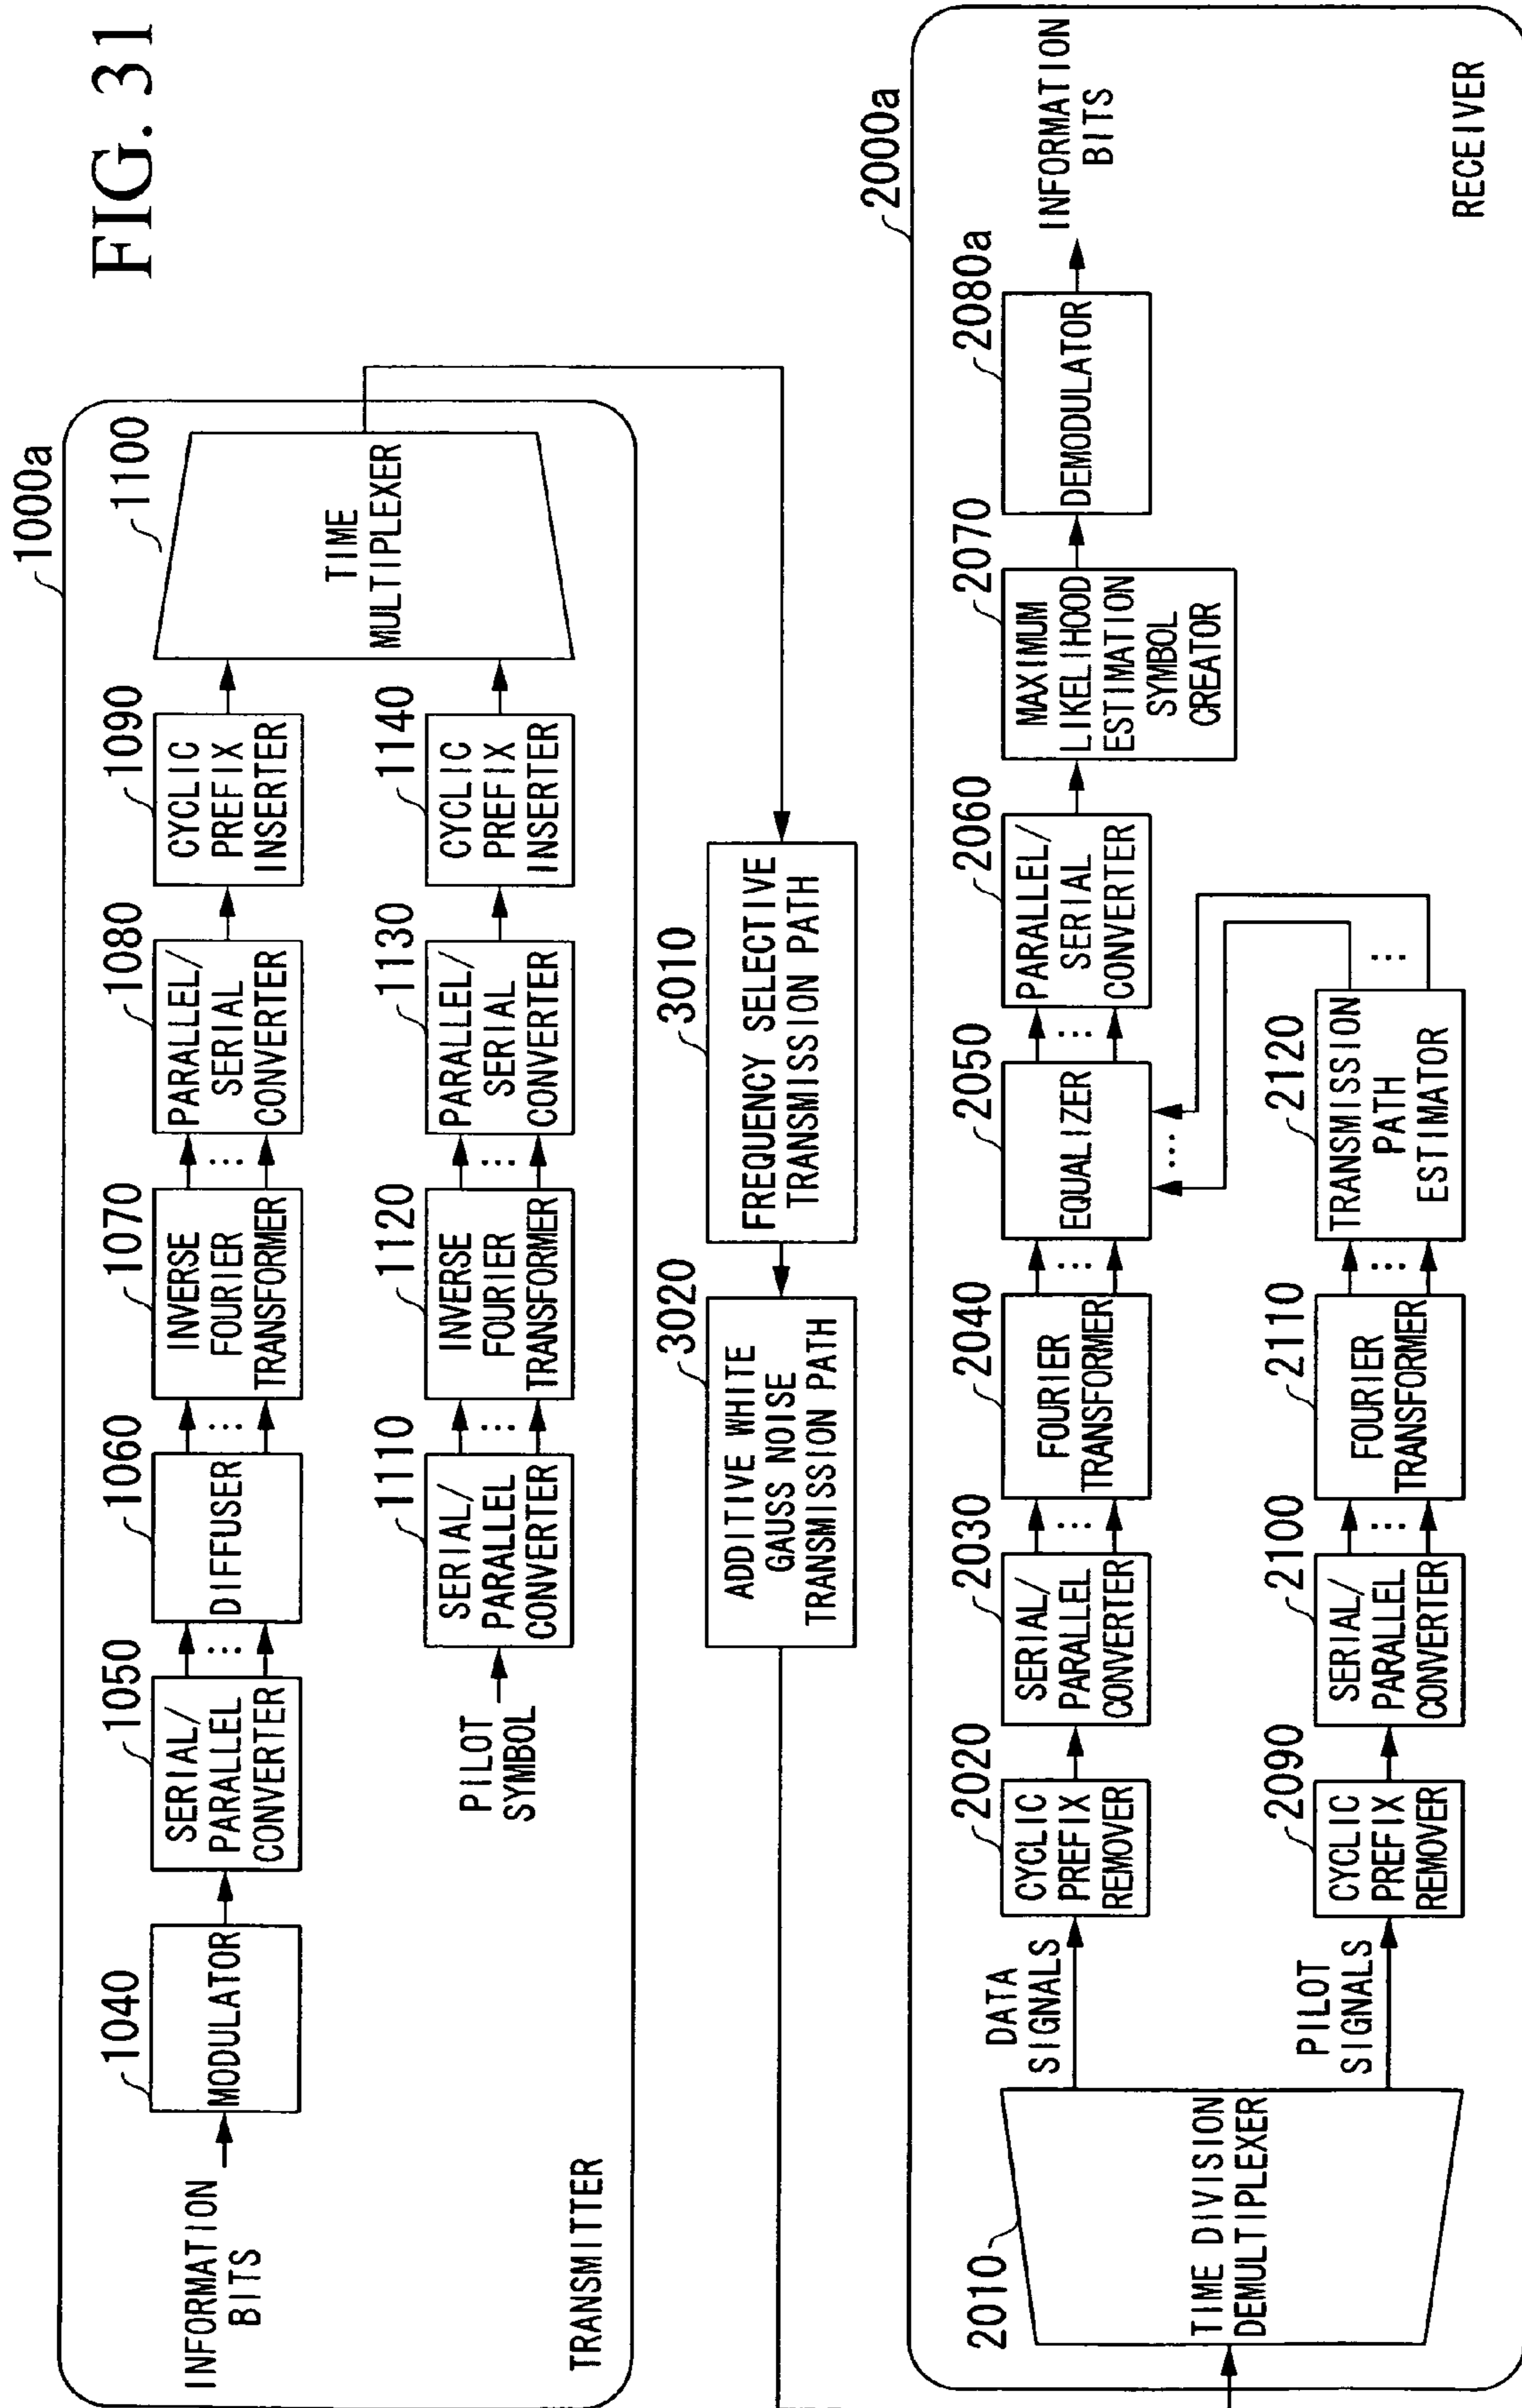 FIG. 31
1000a
INFORMATION
BITS
1040
MODULATOR
1050
SERIAL/
PARALLEL
CONVERTER
1060
DIFFUSER
1070
INVERSE
FOURIER
TRANSFORMER
1080
PARALLEL/
SERIAL
CONVERTER
1090
CYCLIC
PREFIX
INSERTER
1100
TIME
MULTIPLEXER
PILOT
SYMBOL
1110
SERIAL/
PARALLEL
CONVERTER
1120
INVERSE
FOURIER
TRANSFORMER
1130
PARALLEL/
SERIAL
CONVERTER
1140
CYCLIC
PREFIX
INSERTER
TRANSMITTER
3020
ADDITIVE WHITE
GAUSS NOISE
TRANSMISSION PATH
3010
FREQUENCY SELECTIVE
TRANSMISSION PATH
2000a
2010
TIME DIVISION
DEMULTIPLEXER
DATA
SIGNALS
2020
CYCLIC
PREFIX
REMOVER
2030
SERIAL/
PARALLEL
CONVERTER
2040
FOURIER
TRANSFORMER
2050
EQUALIZER
2060
PARALLEL/
SERIAL
CONVERTER
2070
MAXIMUM
LIKELIHOOD
ESTIMATION
SYMBOL
CREATOR
2080a
DEMODULATOR
INFORMATION
BITS
PILOT
SIGNALS
2090
CYCLIC
PREFIX
REMOVER
2100
SERIAL/
PARALLEL
CONVERTER
2110
FOURIER
TRANSFORMER
2120
TRANSMISSION
PATH
ESTIMATOR
RECEIVER